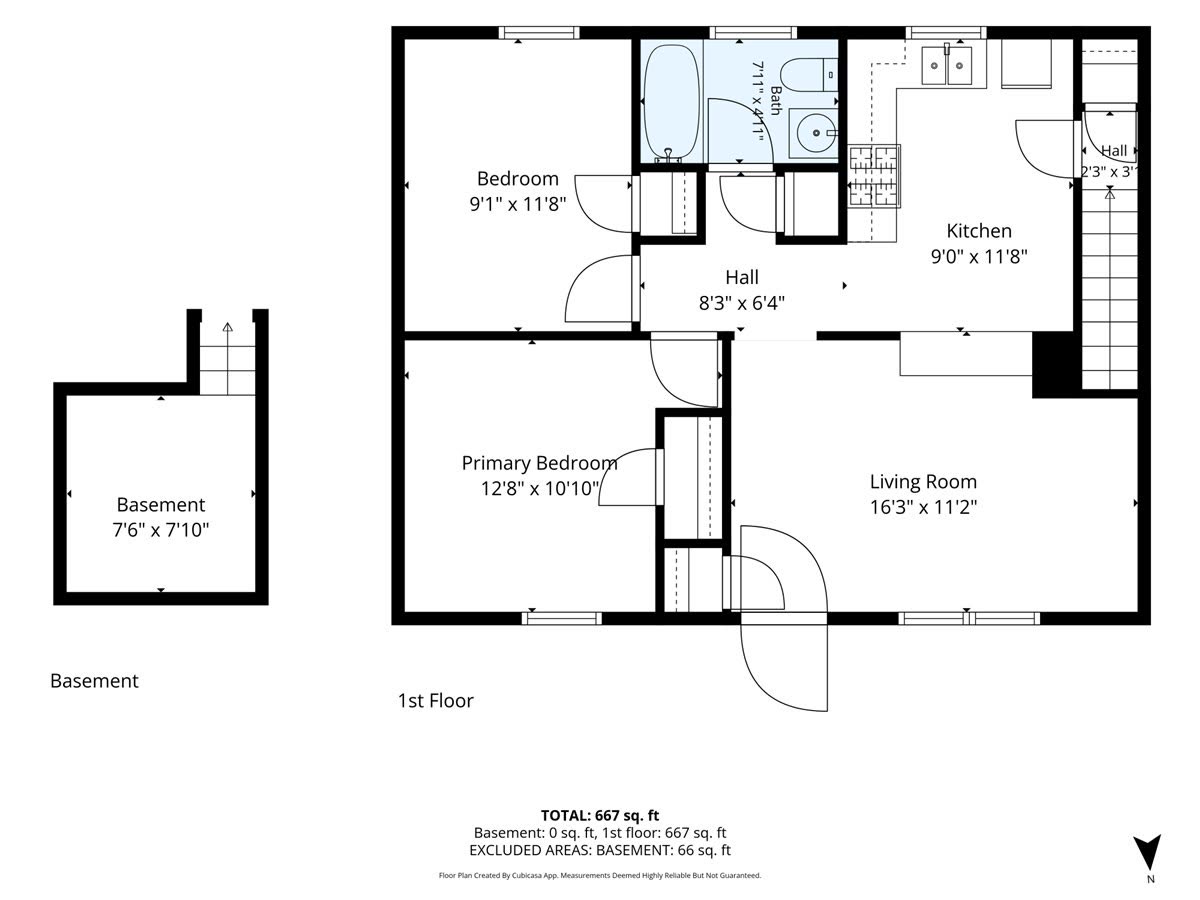 Bedroom
9'1" x 11'8"
Bath
7'11" x 4'11"
Kitchen
9'0" x 11'8"
Hall
2'3" x 3'
Hall
8'3" x 6'4"
Primary Bedroom
12'8" x 10'10"
Living Room
16'3" x 11'2"
Basement
7'6" x 7'10"
Basement
1st Floor
TOTAL: 667 sq. ft
Basement: 0 sq. ft, 1st floor: 667 sq. ft
EXCLUDED AREAS: BASEMENT: 66 sq. ft
Floor Plan Created By Cubicasa App. Measurements Deemed Highly Reliable But Not Guaranteed.
N